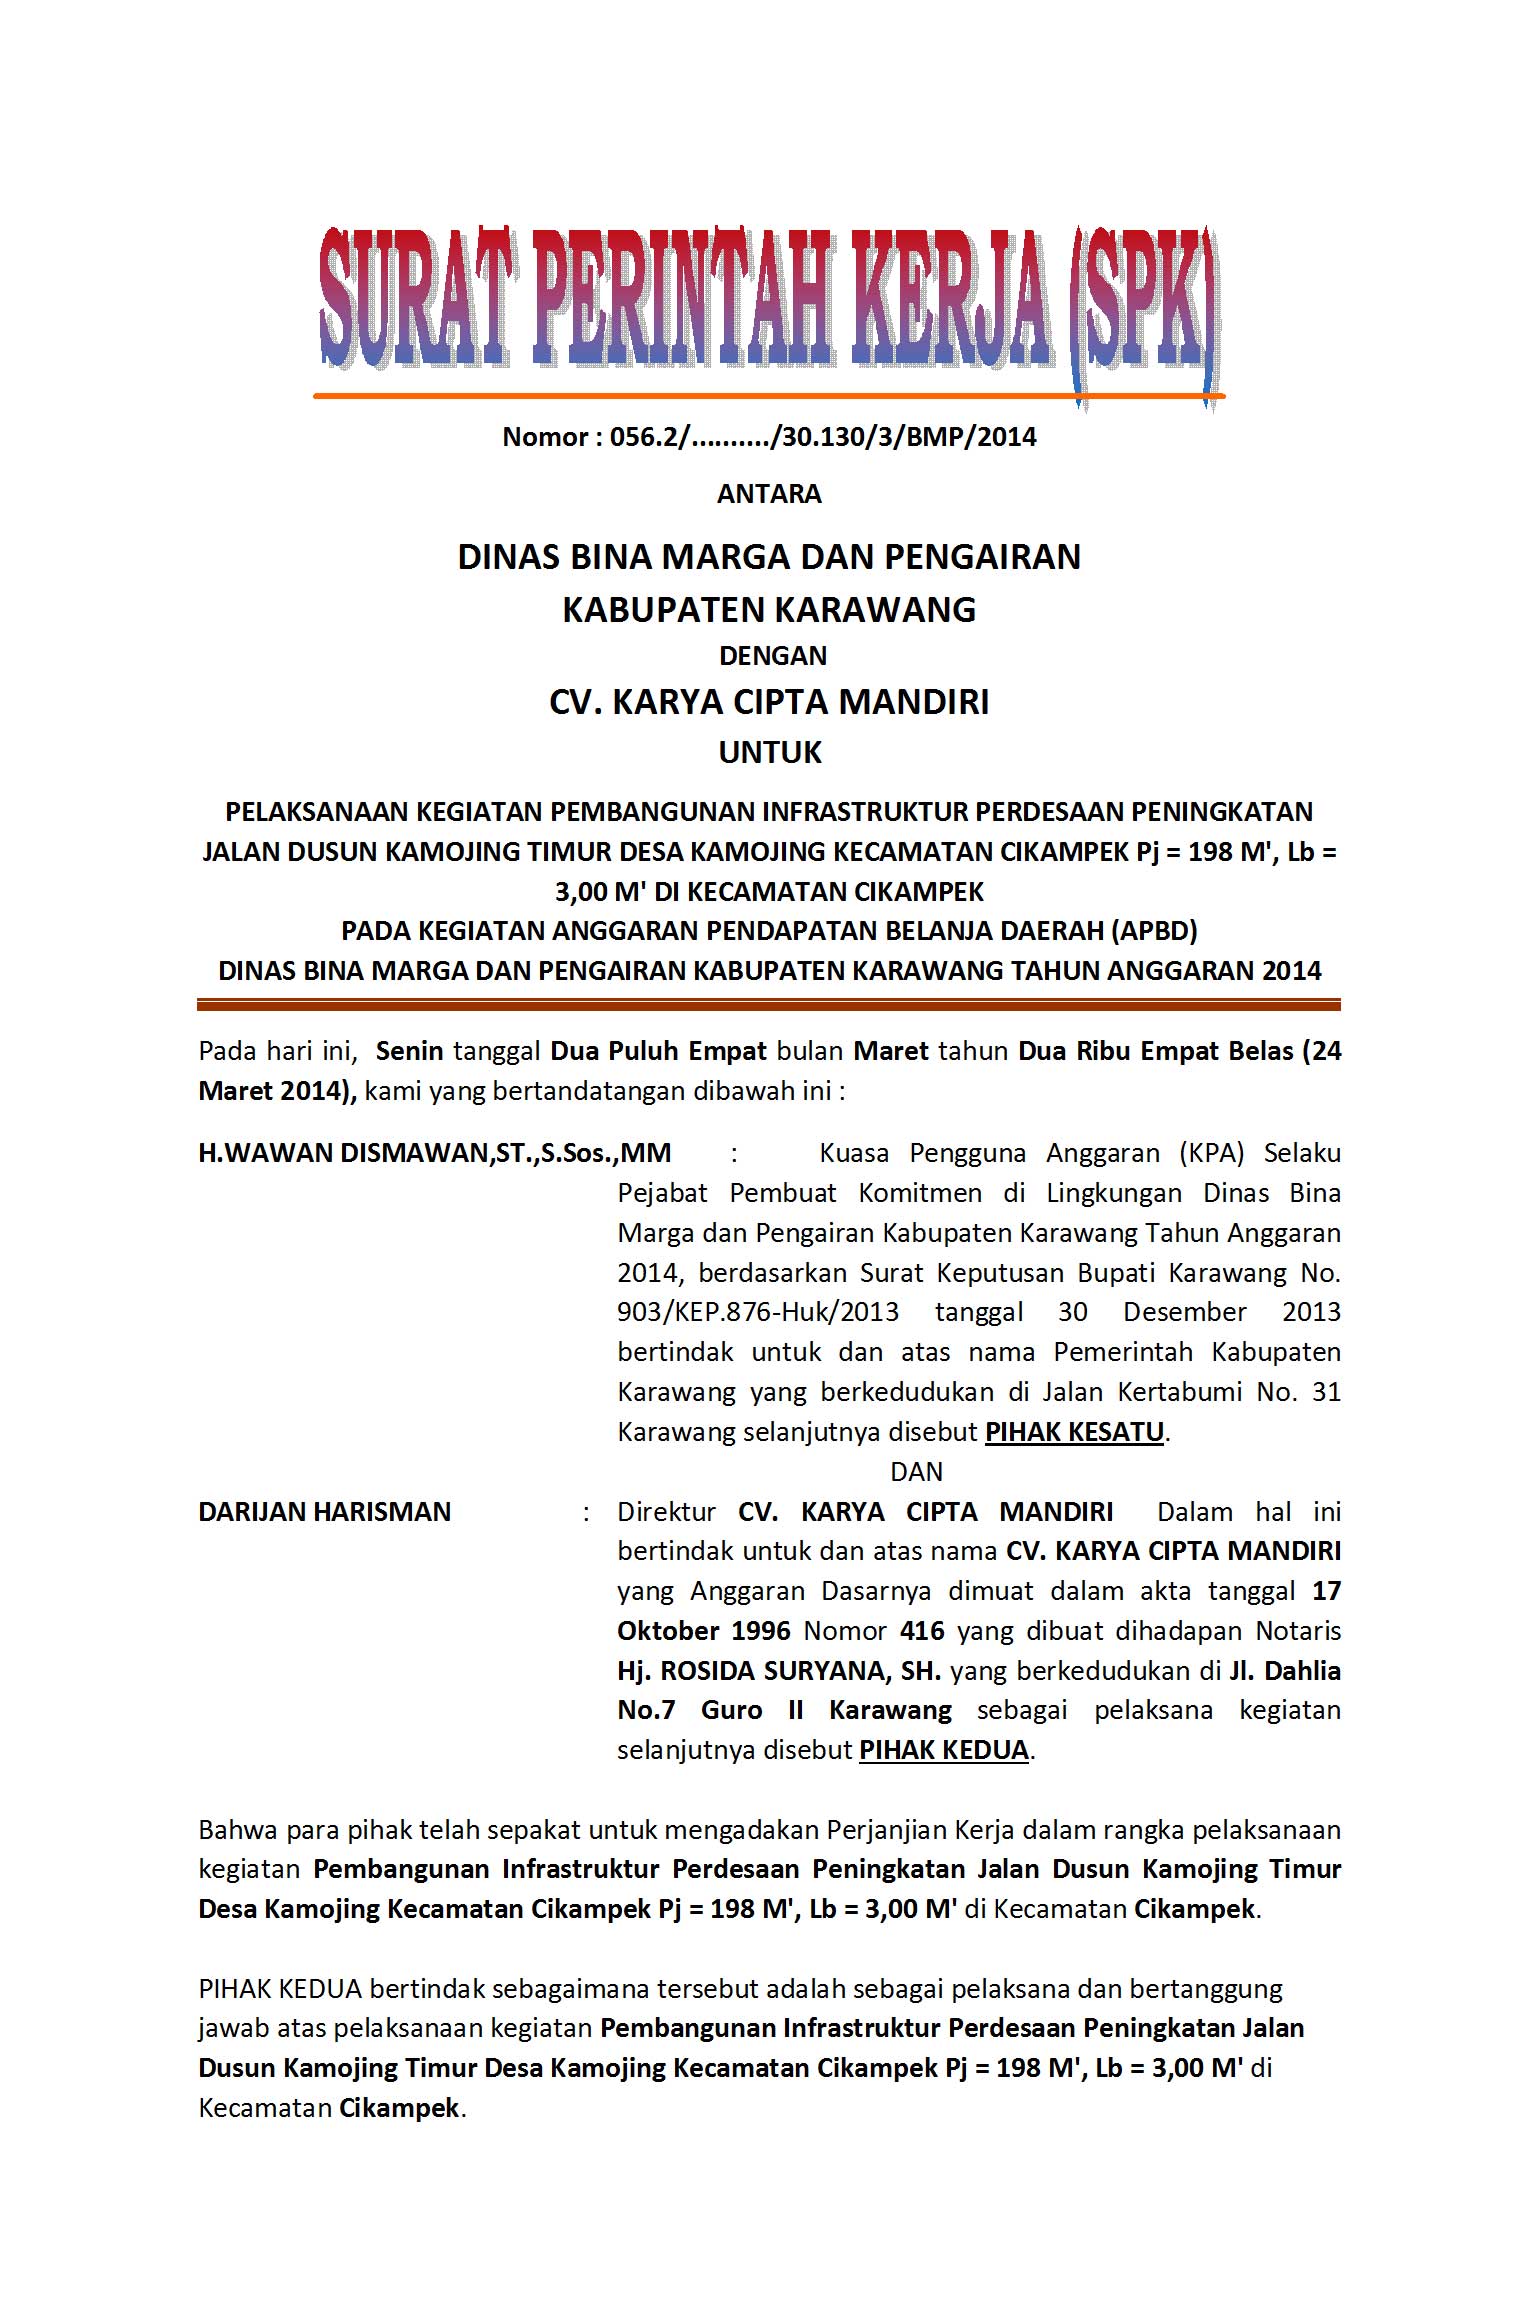 SURAT PERINTAH KERJA (SPK)
Nomor : 056.2/........../30.130/3/BMP/2014
ANTARA
DINAS BINA MARGA DAN PENGAIRAN
KABUPATEN KARAWANG
DENGAN
CV. KARYA CIPTA MANDIRI
UNTUK
PELAKSANAAN KEGIATAN PEMBANGUNAN INFRASTRUKTUR PERDESAAN PENINGKATAN
JALAN DUSUN KAMOJING TIMUR DESA KAMOJING KECAMATAN CIKAMPEK Pj = 198 M', Lb =
3,00 M' DI KECAMATAN CIKAMPEK
PADA KEGIATAN ANGGARAN PENDAPATAN BELANJA DAERAH (APBD)
DINAS BINA MARGA DAN PENGAIRAN KABUPATEN KARAWANG TAHUN ANGGARAN 2014
Pada hari ini, Senin tanggal Dua Puluh Empat bulan Maret tahun Dua Ribu Empat Belas (24
Maret 2014), kami yang bertandatangan dibawah ini :
H.WAWAN DISMAWAN,ST.,S.Sos.,MM : Kuasa Pengguna Anggaran (KPA) Selaku
Pejabat Pembuat Komitmen di Lingkungan Dinas Bina
Marga dan Pengairan Kabupaten Karawang Tahun Anggaran
2014, berdasarkan Surat Keputusan Bupati Karawang No.
903/KEP.876-Huk/2013 tanggal 30 Desember 2013
bertindak untuk dan atas nama Pemerintah Kabupaten
Karawang yang berkedudukan di Jalan Kertabumi No. 31
Karawang selanjutnya disebut PIHAK KESATU.
DAN
DARIJAN HARISMAN : Direktur CV. KARYA CIPTA MANDIRI Dalam hal ini
bertindak untuk dan atas nama CV. KARYA CIPTA MANDIRI
yang Anggaran Dasarnya dimuat dalam akta tanggal 17
Oktober 1996 Nomor 416 yang dibuat dihadapan Notaris
Hj. ROSIDA SURYANA, SH. yang berkedudukan di Jl. Dahlia
No.7 Guro II Karawang sebagai pelaksana kegiatan
selanjutnya disebut PIHAK KEDUA.
Bahwa para pihak telah sepakat untuk mengadakan Perjanjian Kerja dalam rangka pelaksanaan
kegiatan Pembangunan Infrastruktur Perdesaan Peningkatan Jalan Dusun Kamojing Timur
Desa Kamojing Kecamatan Cikampek Pj = 198 M', Lb = 3,00 M' di Kecamatan Cikampek.
PIHAK KEDUA bertindak sebagaimana tersebut adalah sebagai pelaksana dan bertanggung
jawab atas pelaksanaan kegiatan Pembangunan Infrastruktur Perdesaan Peningkatan Jalan
Dusun Kamojing Timur Desa Kamojing Kecamatan Cikampek Pj = 198 M', Lb = 3,00 M' di
Kecamatan Cikampek.